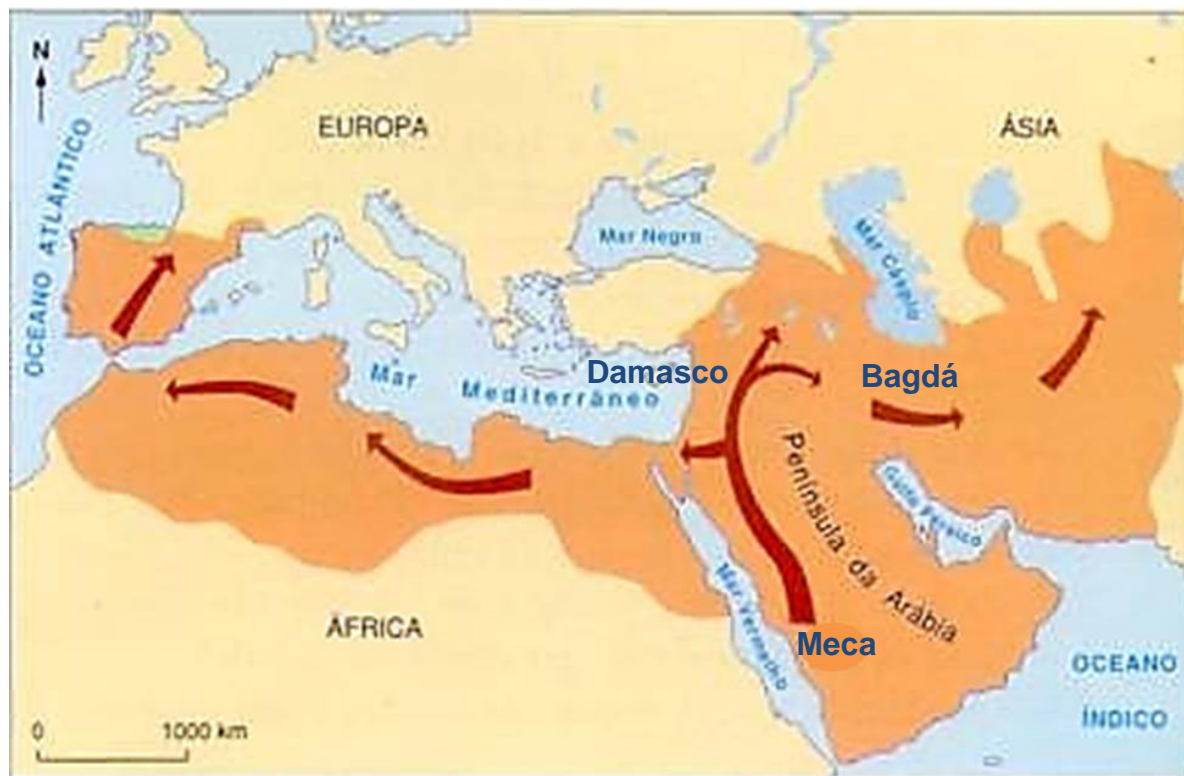 N
EUROPA
ÁSIA
OCEANO ATLÂNTICO
Mar Negro
Mar Cáspio
Damasco
Bagdá
Mar Mediterrâneo
Península da Arábia
Golfo Pérsico
Mar Vermelho
Meca
ÁFRICA
OCEANO
ÍNDICO
0 1000 km